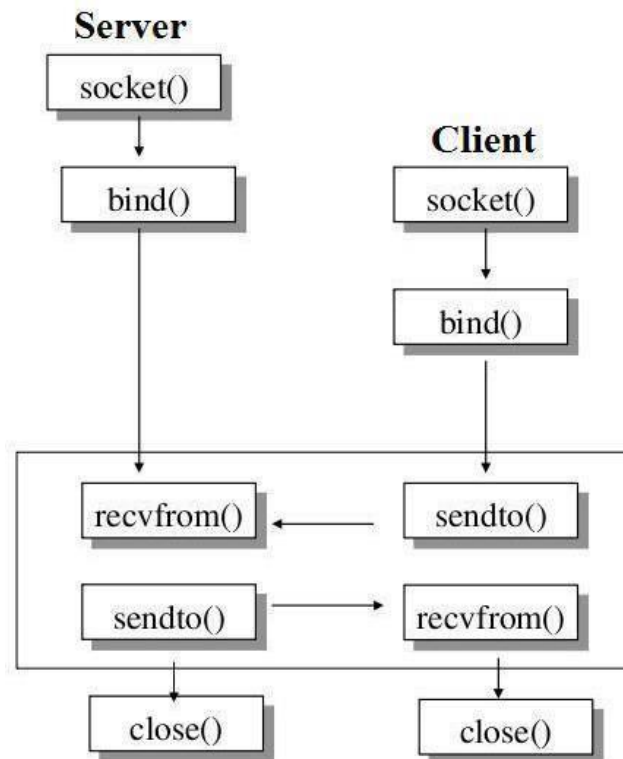 Server
socket()
bind()
recvfrom()
sendto()
close()
Client
socket()
bind()
sendto()
recvfrom()
close()